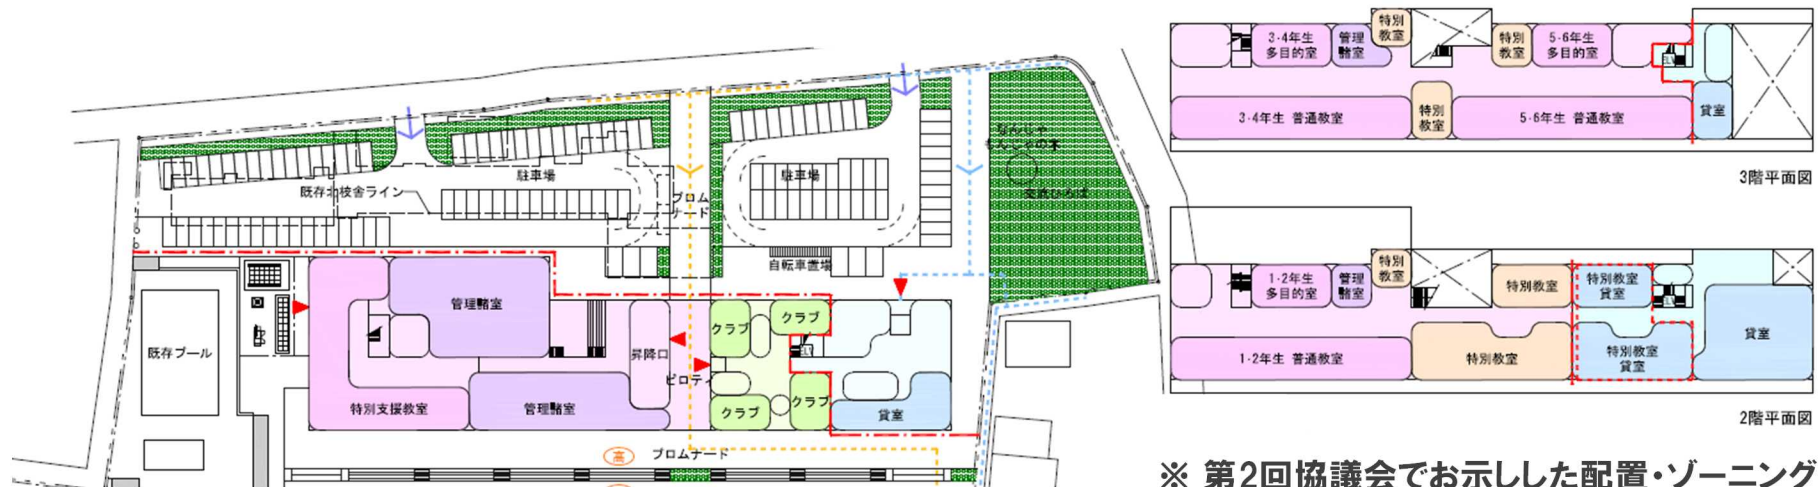 なんじゃ
もんじゃの木
交流ひろば
駐車場
駐車場
既存北校舎ライン
プロム
ナード
自転車置場
既存プール
管理諸室
特別支援教室
管理諸室
昇降口
ピロティ
クラブ
クラブ
クラブ
クラブ
ELV
貸室
高
プロムナード
特別
教室
3・4年生
多目的室
管理
諸室
特別
教室
5・6年生
多目的室
ELV
3・4年生 普通教室
特別
教室
5・6年生 普通教室
貸室
3階平面図
特別
教室
1・2年生
多目的室
管理
諸室
特別教室
特別教室
貸室
ELV
貸室
1・2年生 普通教室
特別教室
特別教室
貸室
2階平面図
※ 第2回協議会でお示しした配置・ゾーニング